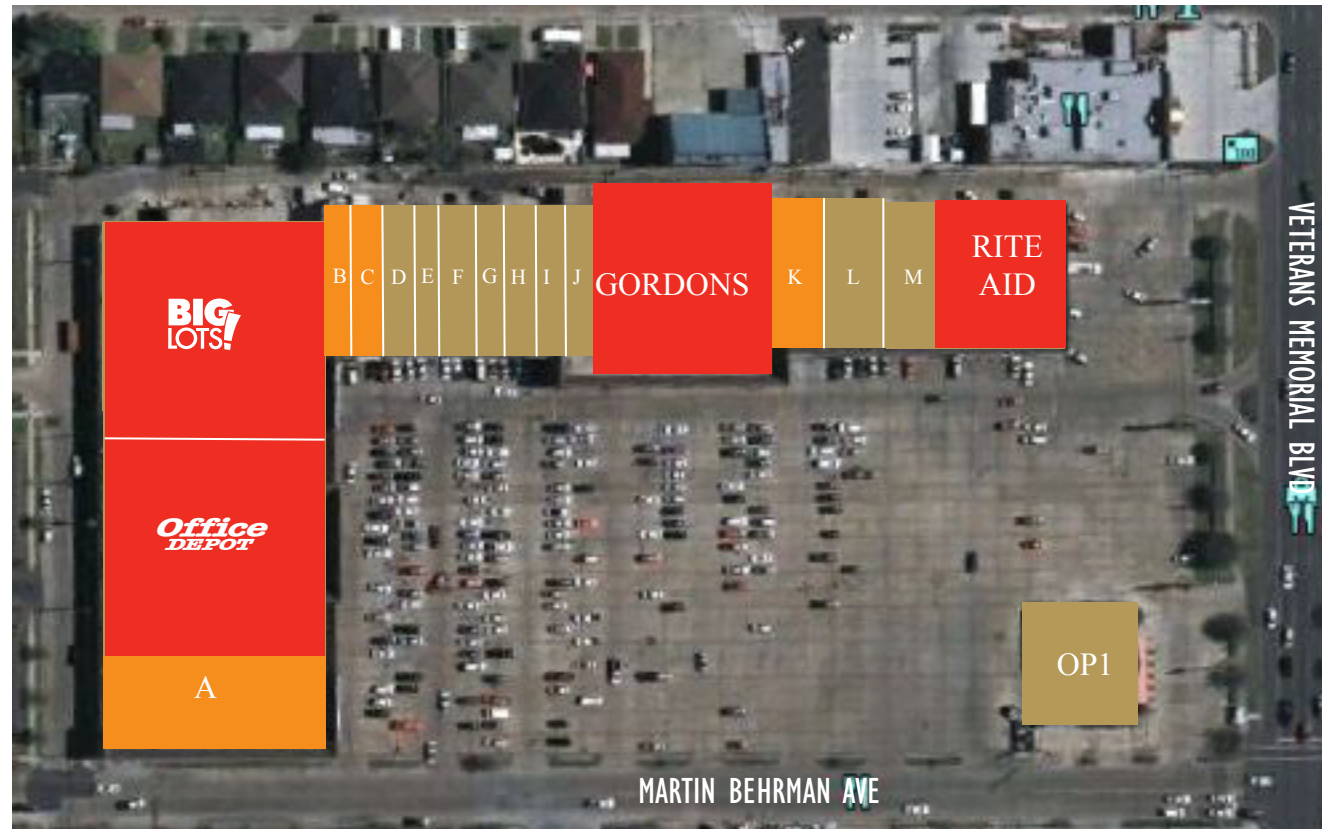 BIG
LOTS!
Office
DEPOT
A
B
C
D
E
F
G
H
I
J
GORDONS
K
L
M
RITE
AID
OP1
VETERANS MEMORIAL BLVD
MARTIN BEHRMAN AVE